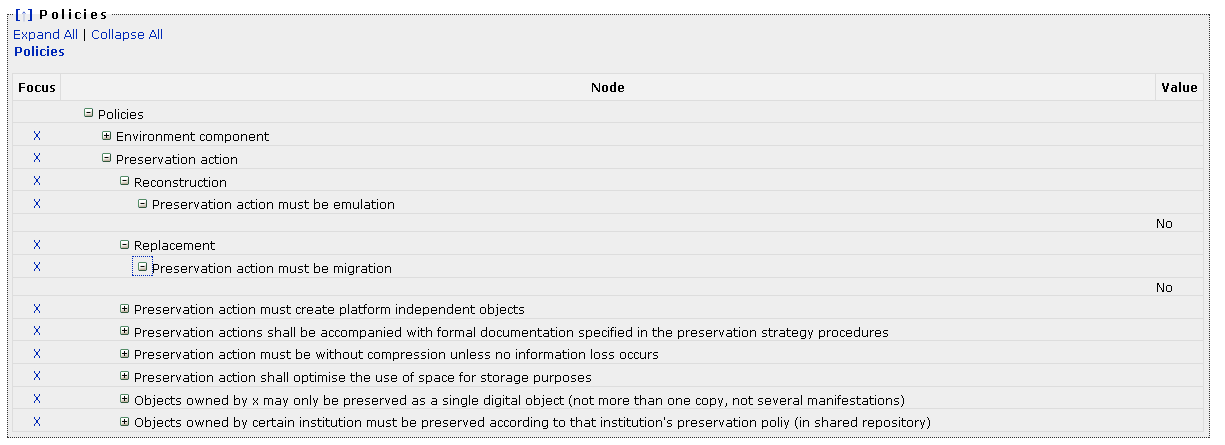 [↑] Policies
Expand All | Collapse All
Policies
Focus Node Value
Policies
X Environment component
X Preservation action
X Reconstruction
X Preservation action must be emulation
No
X Replacement
X Preservation action must be migration
No
X Preservation action must create platform independent objects
X Preservation actions shall be accompanied with formal documentation specified in the preservation strategy procedures
X Preservation action must be without compression unless no information loss occurs
X Preservation action shall optimise the use of space for storage purposes
X Objects owned by x may only be preserved as a single digital object (not more than one copy, not several manifestations)
X Objects owned by certain institution must be preserved according to that institution's preservation poliy (in shared repository)